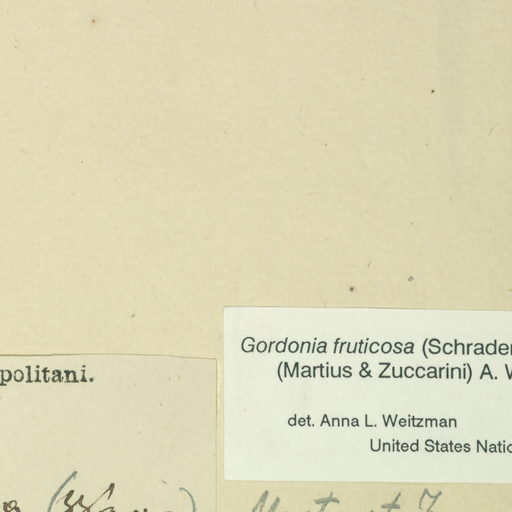 Gordonia fruticosa (Schrader
(Martius & Zuccarini) A. W
det. Anna L. Weitzman
United States Natio
politani.